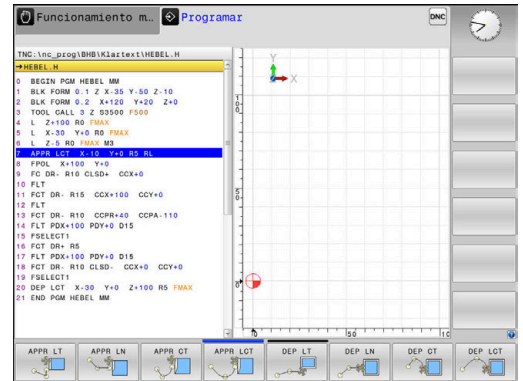 Funcionamiento m…
Programar
DNC
TNC:\nc_prog\BHB\Klartext\HEBEL.H
→HEBEL.H
0 BEGIN PGM HEBEL MM
1 BLK FORM 0.1 Z X-35 Y-50 Z-10
2 BLK FORM 0.2 X+120 Y+20 Z+0
3 TOOL CALL 3 Z S3500 F500
4 L Z+100 R0 FMAX
5 L X-30 Y+0 R0 FMAX
6 L Z-5 R0 FMAX M3
7 APPR LCT X-10 Y+0 R5 RL
8 FPOL X+100 Y+0
9 FC DR- R10 CLSD+ CCX+0
10 FLT
11 FCT DR- R15 CCX+100 CCY+0
12 FLT
13 FCT DR- R10 CCPR+40 CCPA-110
14 FLT PDX+100 PDY+0 D15
15 FSELECT1
16 FCT DR+ R5
17 FLT PDX+100 PDY+0 D15
18 FCT DR- R10 CLSD- CCX+0 CCY+0
19 FSELECT1
20 DEP LCT X-30 Y+0 Z+100 R5 FMAX
21 END PGM HEBEL MM
Y
X
100
50
0
0
50
APPR LT
APPR LN
APPR CT
APPR LCT
DEP LT
DEP LN
DEP CT
DEP LCT